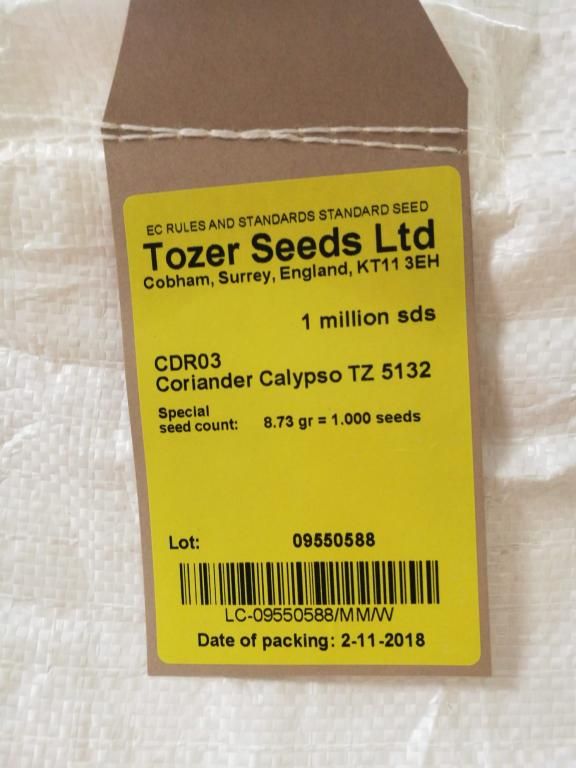 EC RULES AND STANDARDS STANDARD SEED
Tozer Seeds Ltd
Cobham, Surrey, England, KT11 3EH
1 million sds
CDR03
Coriander Calypso TZ 5132
Special
seed count: 8.73 gr = 1.000 seeds
Lot: 09550588
LC-09550588/MM/W
Date of packing: 2-11-2018